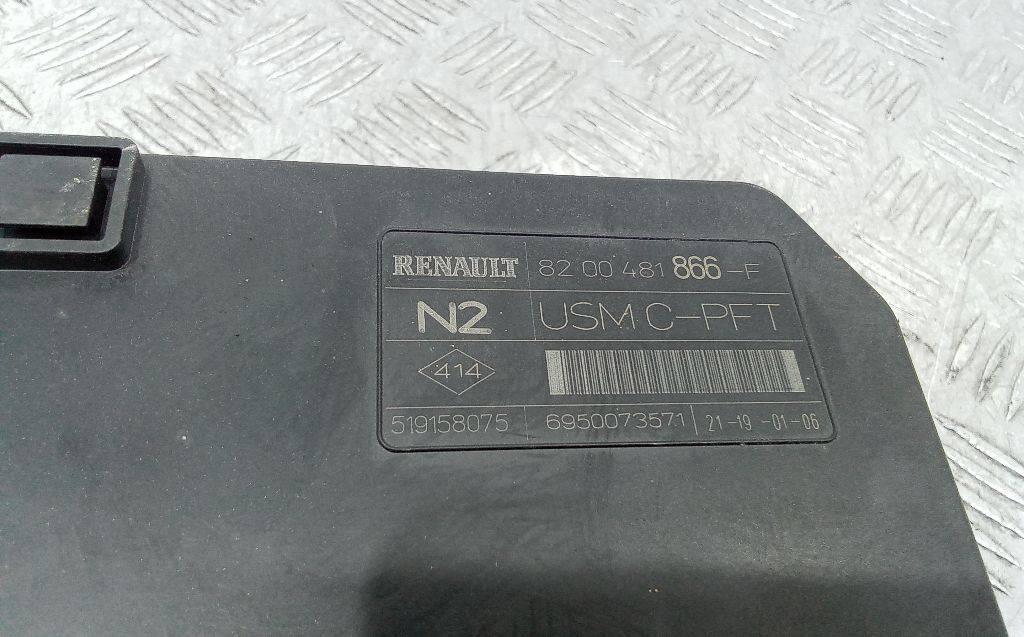 RENAULT 82 00 481 866-F
N2 USM C-PFT
414
519158075 6950073571 21-19-01-06